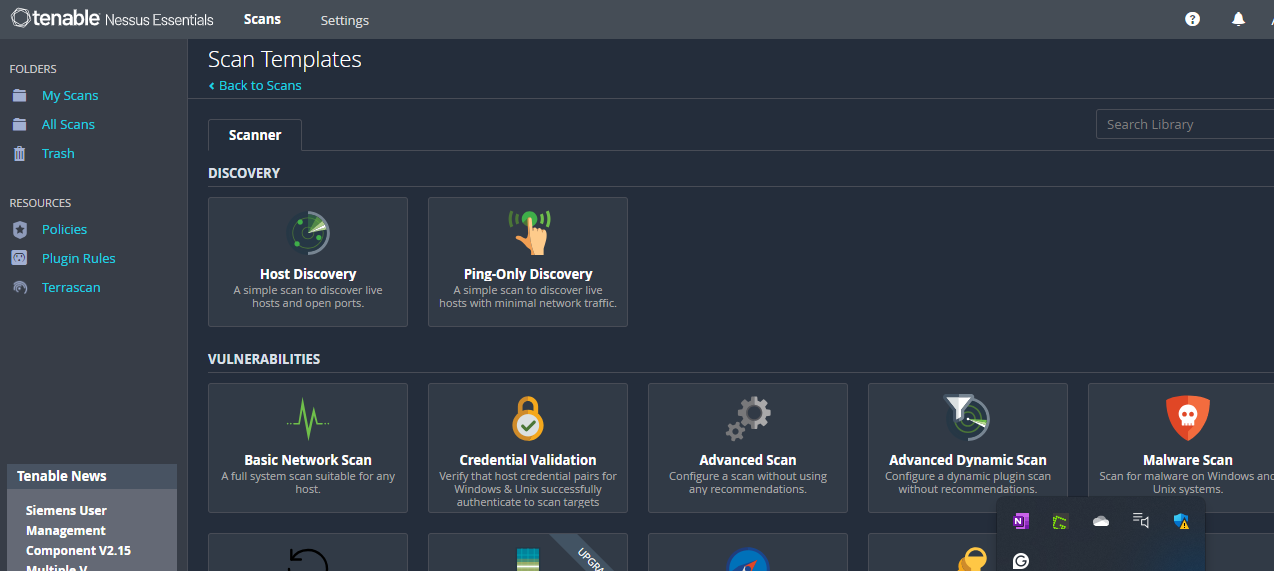 tenable Nessus Essentials
Scans
Settings
FOLDERS
My Scans
All Scans
Trash
RESOURCES
Policies
Plugin Rules
Terrascan
Tenable News
Siemens User
Management
Component V2.15
Multiple V
Scan Templates
Back to Scans
Scanner
Search Library
DISCOVERY
Host Discovery
A simple scan to discover live
hosts and open ports.
Ping-Only Discovery
A simple scan to discover live
hosts with minimal network traffic.
VULNERABILITIES
Basic Network Scan
A full system scan suitable for any
host.
Credential Validation
Verify that host credential pairs for
Windows & Unix successfully
authenticate to scan targets
Advanced Scan
Configure a scan without using
any recommendations.
Advanced Dynamic Scan
Configure a dynamic plugin scan
without recommendations.
Malware Scan
Scan for malware on Windows and
Unix systems.
UPGRA